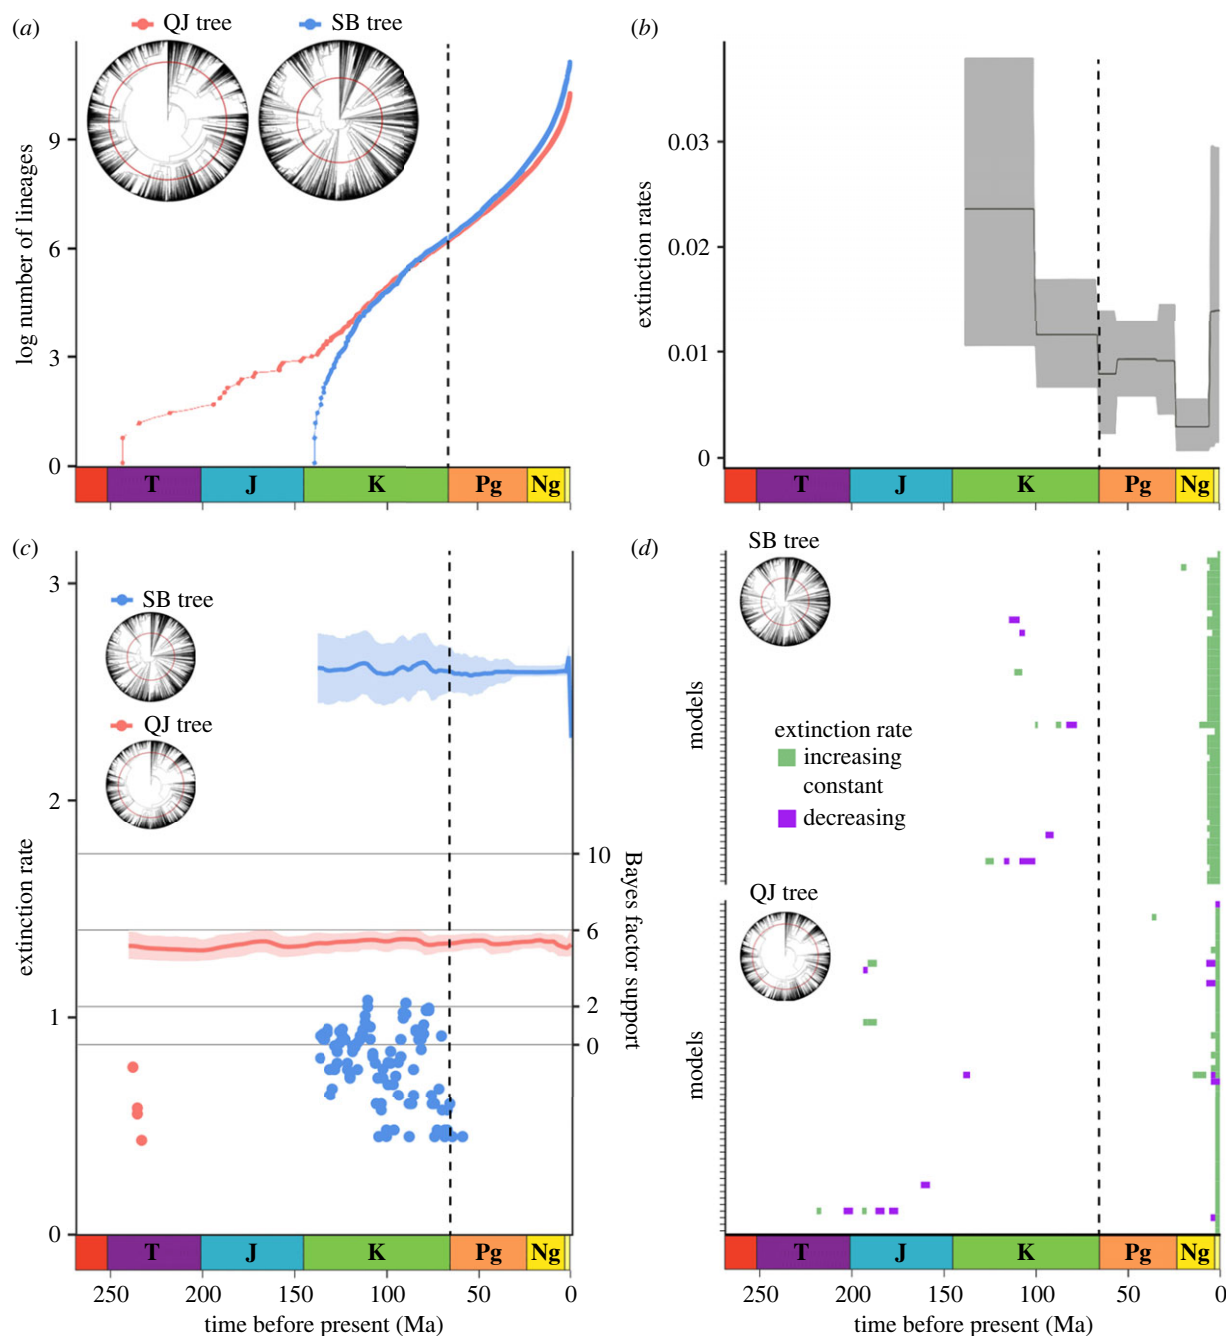 (a)
QJ tree
SB tree
9
6
3
0
log number of lineages
T
J
K
Pg
Ng
(b)
0.03
0.02
0.01
0
extinction rates
T
J
K
Pg
Ng
(c)
3
2
1
0
extinction rate
SB tree
QJ tree
10
6
2
0
Bayes factor support
T
J
K
Pg
Ng
250
200
150
100
50
0
time before present (Ma)
(d)
SB tree
models
extinction rate
increasing
constant
decreasing
QJ tree
models
T
J
K
Pg
Ng
250
200
150
100
50
0
time before present (Ma)